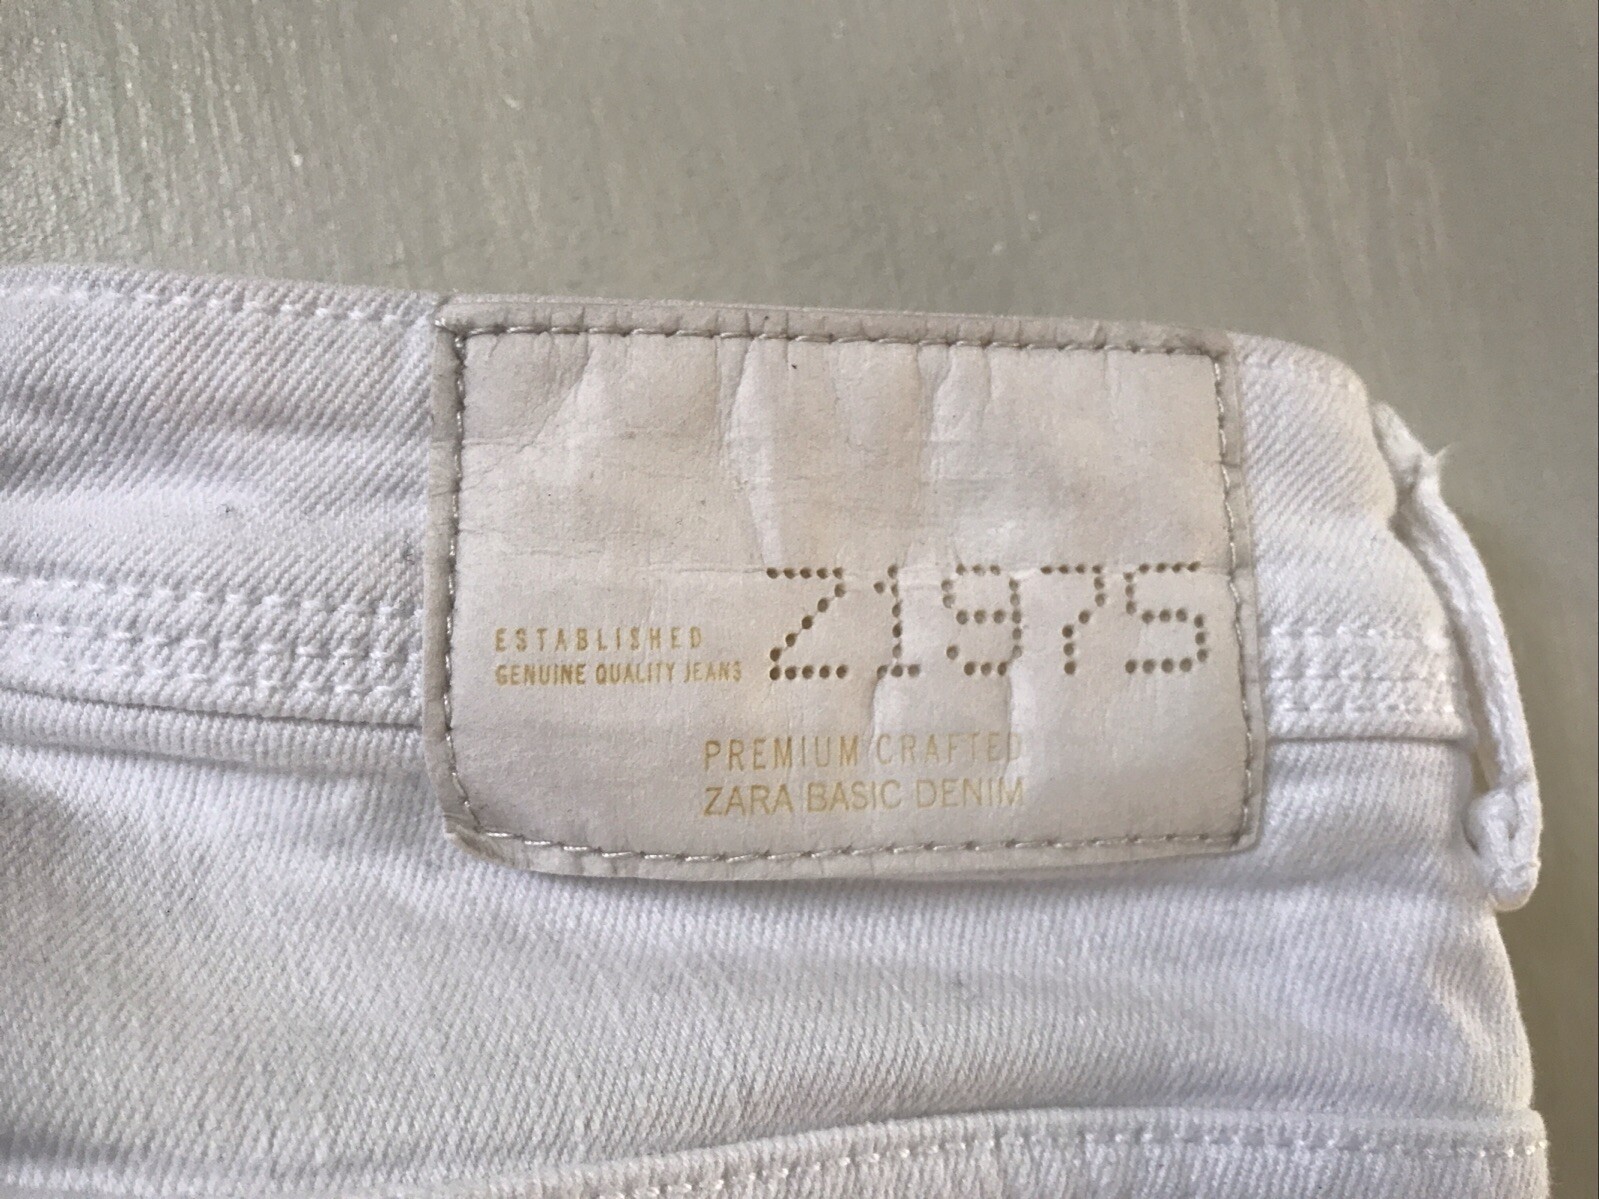 Z1975
ESTABLISHED
GENUINE QUALITY JEANS
PREMIUM CRAFTED
ZARA BASIC DENIM